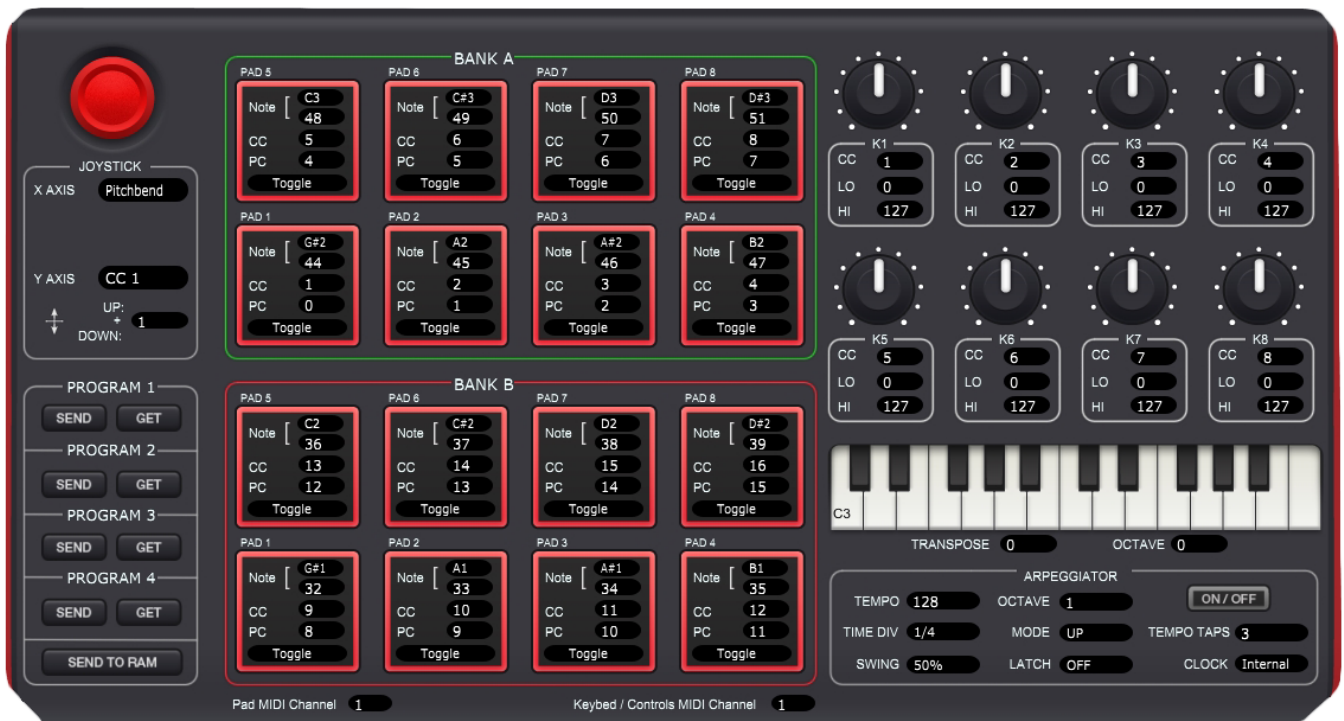 JOYSTICK
X AXIS Pitchbend
Y AXIS CC 1
UP:
+ 1
DOWN:
PROGRAM 1
SEND GET
PROGRAM 2
SEND GET
PROGRAM 3
SEND GET
PROGRAM 4
SEND GET
SEND TO RAM
BANK A
PAD 5 PAD 6 PAD 7 PAD 8
C3 C#3 D3 D#3
Note [ Note [ Note [ Note [
48 49 50 51
CC 5 CC 6 CC 7 CC 8
PC 4 PC 5 PC 6 PC 7
Toggle Toggle Toggle Toggle
PAD 1 PAD 2 PAD 3 PAD 4
G#2 A2 A#2 B2
Note [ Note [ Note [ Note [
44 45 46 47
CC 1 CC 2 CC 3 CC 4
PC 0 PC 1 PC 2 PC 3
Toggle Toggle Toggle Toggle
BANK B
PAD 5 PAD 6 PAD 7 PAD 8
C2 C#2 D2 D#2
Note [ Note [ Note [ Note [
36 37 38 39
CC 13 CC 14 CC 15 CC 16
PC 12 PC 13 PC 14 PC 15
Toggle Toggle Toggle Toggle
PAD 1 PAD 2 PAD 3 PAD 4
G#1 A1 A#1 B1
Note [ Note [ Note [ Note [
32 33 34 35
CC 9 CC 10 CC 11 CC 12
PC 8 PC 9 PC 10 PC 11
Toggle Toggle Toggle Toggle
Pad MIDI Channel 1 Keybed / Controls MIDI Channel 1
K1 K2 K3 K4
CC 1 CC 2 CC 3 CC 4
LO 0 LO 0 LO 0 LO 0
HI 127 HI 127 HI 127 HI 127
K5 K6 K7 K8
CC 5 CC 6 CC 7 CC 8
LO 0 LO 0 LO 0 LO 0
HI 127 HI 127 HI 127 HI 127
C3
TRANSPOSE 0 OCTAVE 0
ARPEGGIATOR
TEMPO 128 OCTAVE 1 ON / OFF
TIME DIV 1/4 MODE UP TEMPO TAPS 3
SWING 50% LATCH OFF CLOCK Internal